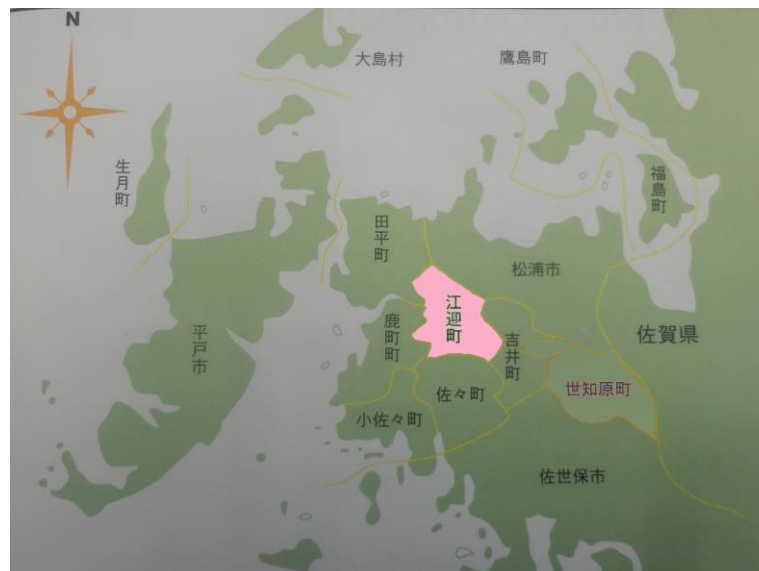 N
大島村
鷹島町
生月町
福島町
田平町
松浦市
江迎町
佐賀県
平戸市
鹿町町
吉井町
世知原町
佐々町
小佐々町
佐世保市